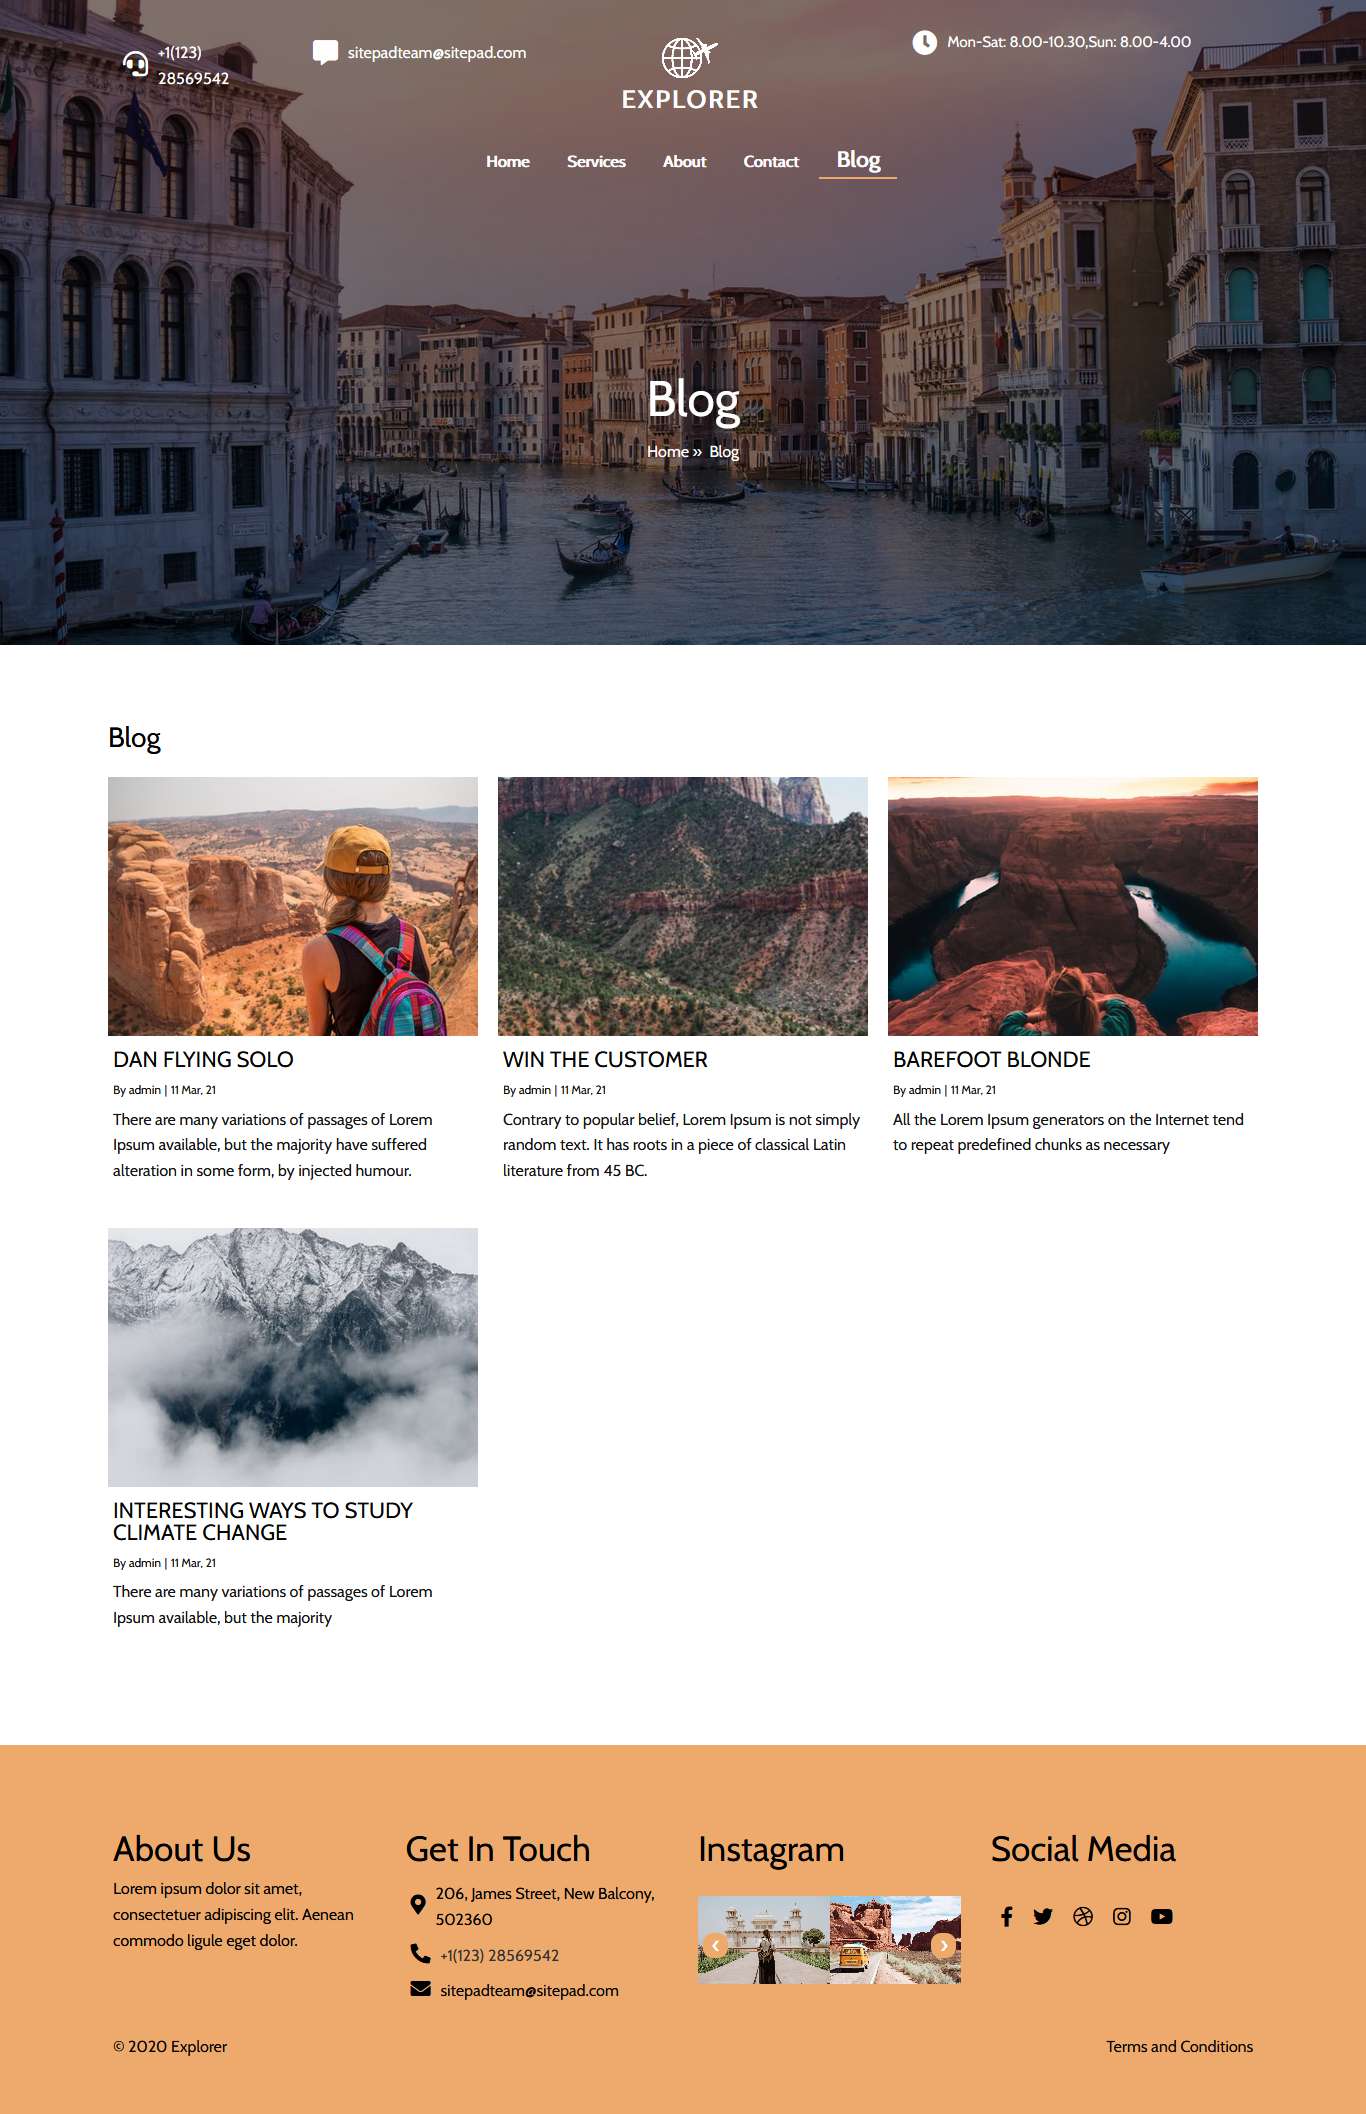 +1(123)
28569542
sitepadteam@sitepad.com
EXPLORER
Mon-Sat: 8.00-10.30,Sun: 8.00-4.00
Home Services About Contact Blog
Blog
Home » Blog
Blog
DAN FLYING SOLO
By admin | 11 Mar, 21
There are many variations of passages of Lorem
Ipsum available, but the majority have suffered
alteration in some form, by injected humour.
WIN THE CUSTOMER
By admin | 11 Mar, 21
Contrary to popular belief, Lorem Ipsum is not simply
random text. It has roots in a piece of classical Latin
literature from 45 BC.
BAREFOOT BLONDE
By admin | 11 Mar, 21
All the Lorem Ipsum generators on the Internet tend
to repeat predefined chunks as necessary
INTERESTING WAYS TO STUDY
CLIMATE CHANGE
By admin | 11 Mar, 21
There are many variations of passages of Lorem
Ipsum available, but the majority
About Us
Lorem ipsum dolor sit amet,
consectetuer adipiscing elit. Aenean
commodo ligule eget dolor.
Get In Touch
206, James Street, New Balcony,
502360
+1(123) 28569542
sitepadteam@sitepad.com
Instagram
Social Media
© 2020 Explorer
Terms and Conditions